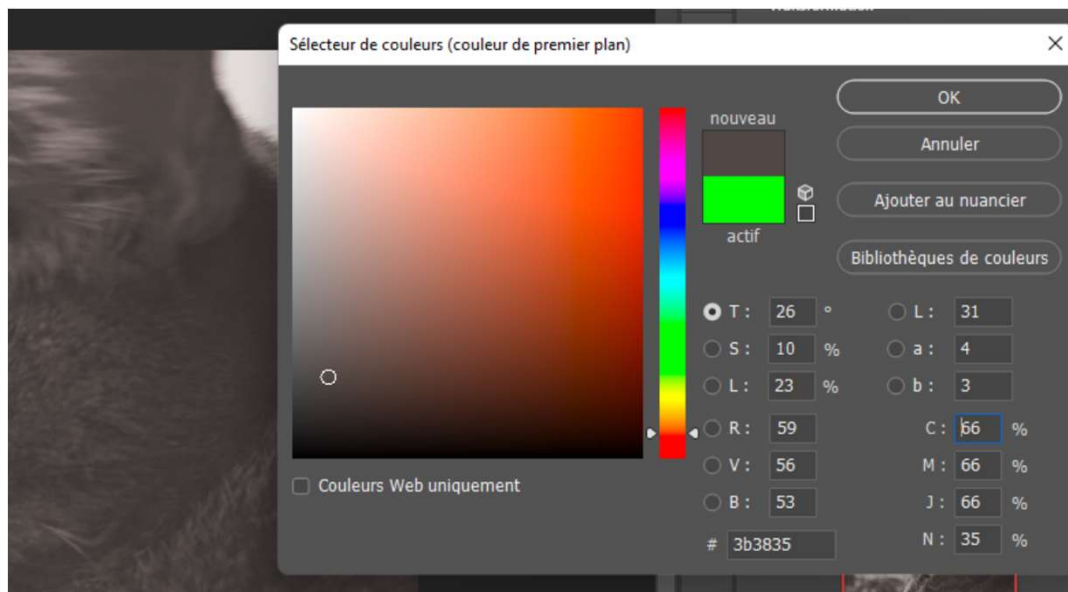 Sélecteur de couleurs (couleur de premier plan)
OK
nouveau
Annuler
Ajouter au nuancier
actif
Bibliothèques de couleurs
T : 26 °
L : 31
S : 10 %
a : 4
L : 23 %
b : 3
R : 59
C : 66 %
V : 56
M : 66 %
Couleurs Web uniquement
B : 53
J : 66 %
# 3b3835
N : 35 %